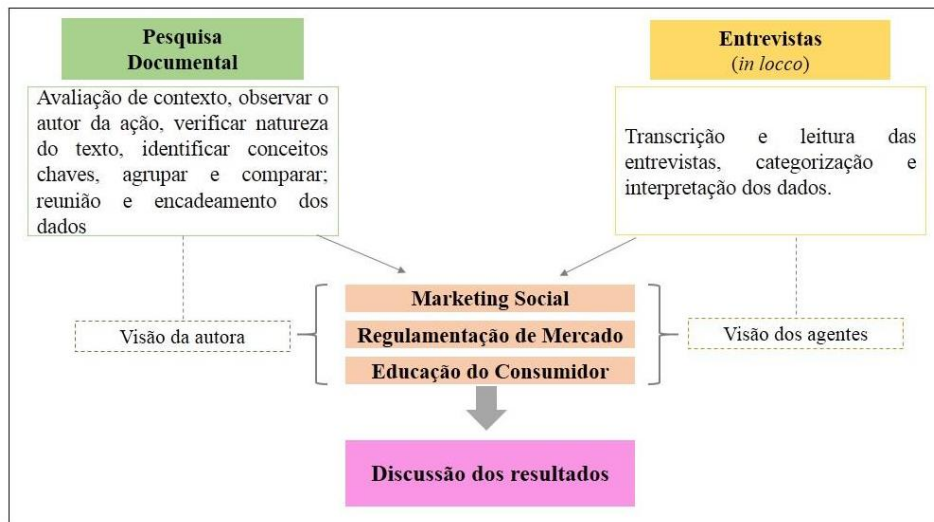 Pesquisa
Documental
Avaliação de contexto, observar o
autor da ação, verificar natureza
do texto, identificar conceitos
chaves, agrupar e comparar;
reunião e encadeamento dos
dados
Entrevistas
(in locco)
Transcrição e leitura das
entrevistas, categorização e
interpretação dos dados.
Marketing Social
Visão da autora
Regulamentação de Mercado
Visão dos agentes
Educação do Consumidor
Discussão dos resultados